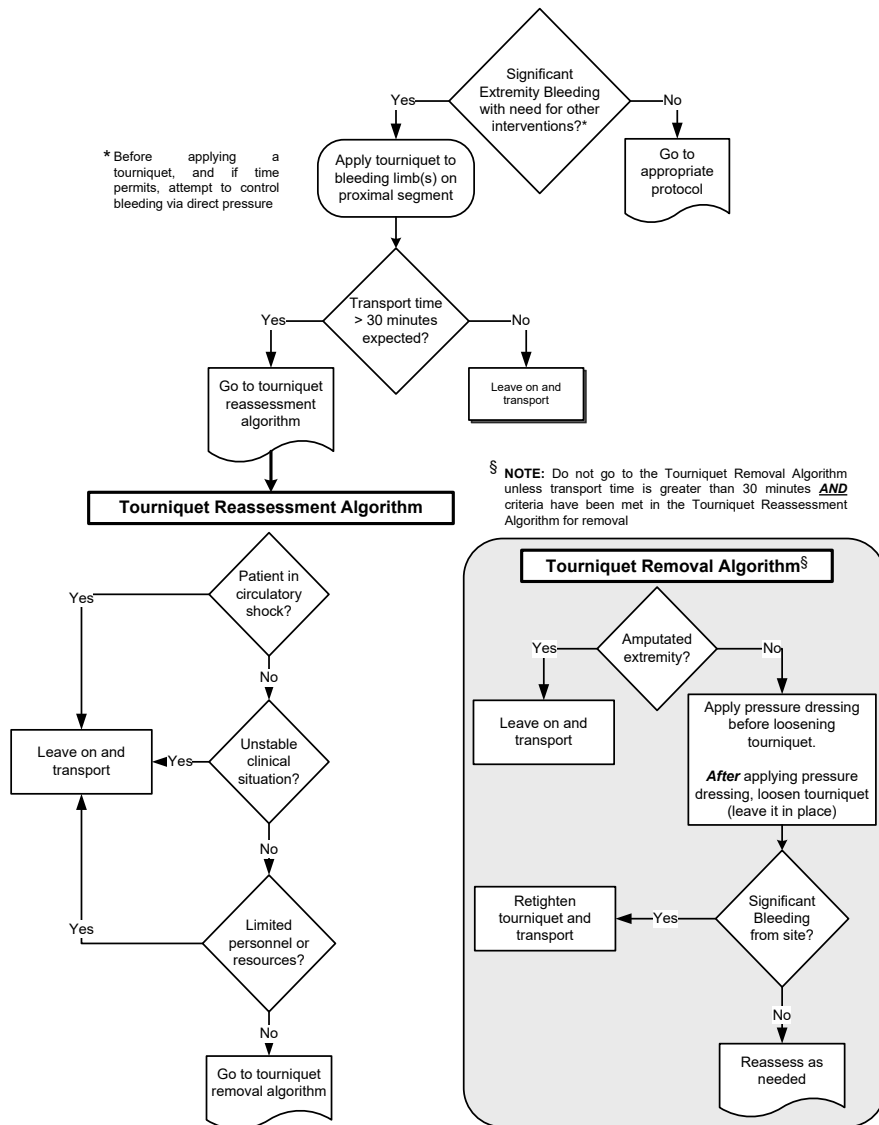 Significant
Extremity Bleeding
with need for other
interventions?*
Yes
No
* Before applying a
tourniquet, and if time
permits, attempt to control
bleeding via direct pressure
Apply tourniquet to
bleeding limb(s) on
proximal segment
Go to
appropriate
protocol
Transport time
> 30 minutes
expected?
Yes
No
Go to tourniquet
reassessment
algorithm
Leave on and
transport
Tourniquet Reassessment Algorithm
Patient in
circulatory
shock?
Yes
No
Leave on and
transport
Unstable
clinical
situation?
Yes
No
Limited
personnel or
resources?
Yes
No
Go to tourniquet
removal algorithm
§ NOTE: Do not go to the Tourniquet Removal Algorithm
unless transport time is greater than 30 minutes AND
criteria have been met in the Tourniquet Reassessment
Algorithm for removal
Tourniquet Removal Algorithm§
Amputated
extremity?
Yes
No
Leave on and
transport
Apply pressure dressing
before loosening
tourniquet.
After applying pressure
dressing, loosen tourniquet
(leave it in place)
Significant
Bleeding
from site?
Yes
Retighten
tourniquet and
transport
No
Reassess as
needed